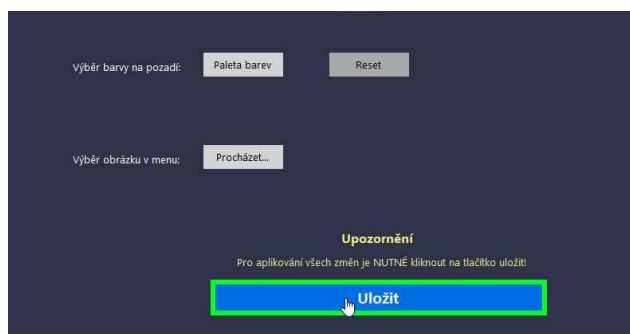 Výběr barvy na pozadí: Paleta barev Reset
Výběr obrázku v menu: Procházet...
Upozornění
Pro aplikování všech změn je NUTNÉ kliknout na tlačítko uložit!
Uložit